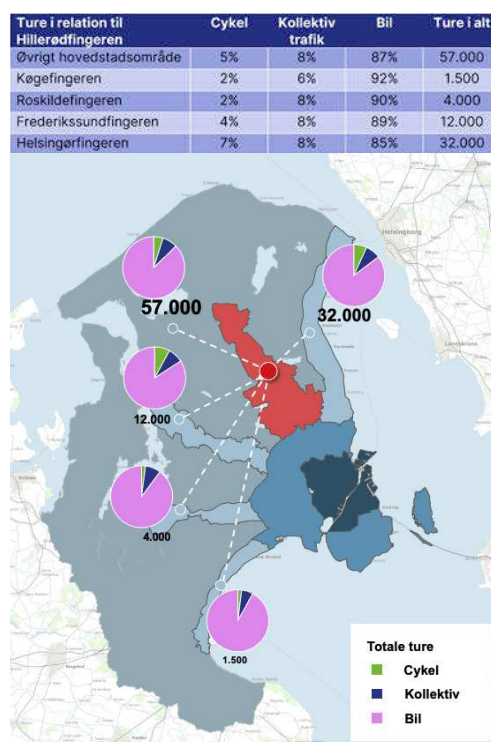 Ture i relation til Hillerødfingeren Cykel Kollektiv trafik Bil Ture i alt
Øvrigt hovedstadsområde 5% 8% 87% 57.000
Køgefingeren 2% 6% 92% 1.500
Roskildefingeren 2% 8% 90% 4.000
Frederikssundfingeren 4% 8% 89% 12.000
Helsingørfingeren 7% 8% 85% 32.000
Helsingborg
57.000
32.000
Landskrona
12.000
4.000
1.500
Totale ture
Cykel
Kollektiv
Bil